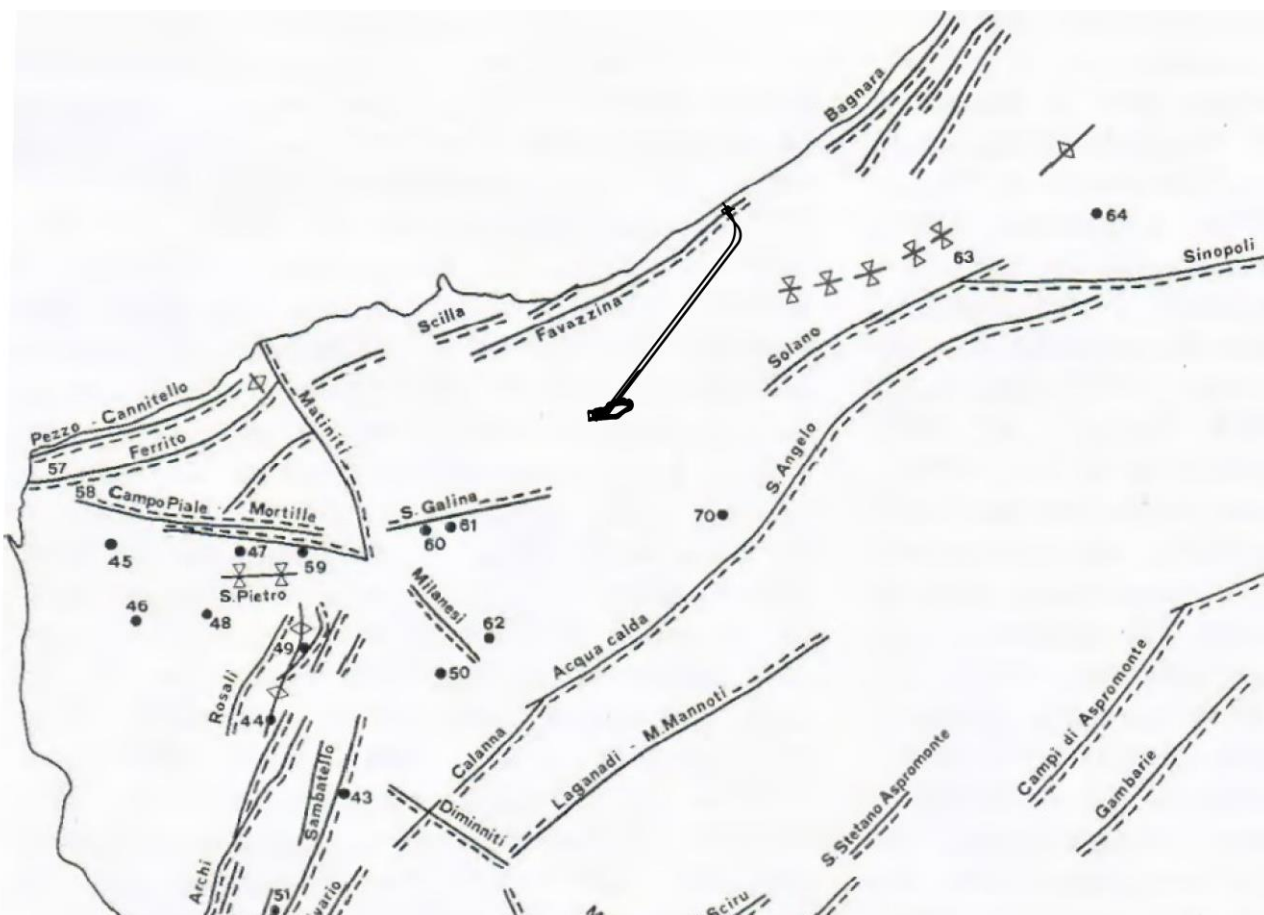 Bagnara
64
63
Sinopoli
Scilla
Favazzina
Solano
Pezzo - Cannitello
Matiniti
Ferrito
57
58
Campo Piale - Mortille
S. Galina
S. Angelo
61
60
70
45
47
59
S. Pietro
46
48
Milanesi
62
49
50
Rosali
Acqua calda
44
Campi di Aspromonte
Calanna
Laganadi - M. Mannoti
Gambarie
Sambatello
43
Diminniti
S. Stefano Aspromonte
Archi
51
vario
Sciru
M